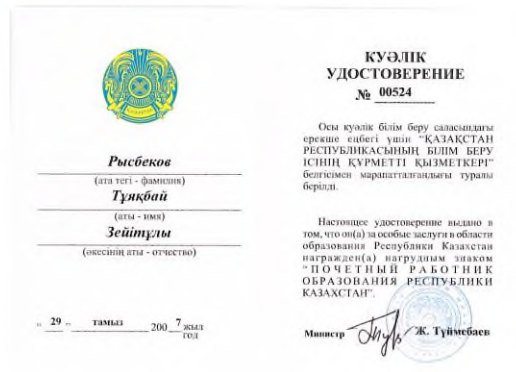 Рысбеков
(ата тегі - фамилия)
Тұяқбай
(аты - имя)
Зейітұлы
(әкесінің аты - отчество)
" 29 " тамыз 2007 жыл
год
КУӘЛІК
УДОСТОВЕРЕНИЕ
№ 00524
Осы куәлік білім беру саласындағы
ерекше еңбегі үшін "ҚАЗАҚСТАН
РЕСПУБЛИКАСЫНЫҢ БІЛІМ БЕРУ
ІСІНІҢ ҚҰРМЕТТІ ҚЫЗМЕТКЕРІ"
белгісімен марапатталғандығы туралы
берілді.
Настоящее удостоверение выдано в
том, что он(а) за особые заслуги в области
образования Республики Казахстан
награжден(а) нагрудным знаком
"ПОЧЕТНЫЙ РАБОТНИК
ОБРАЗОВАНИЯ РЕСПУБЛИКИ
КАЗАХСТАН".
Министр Ж. Түймебаев